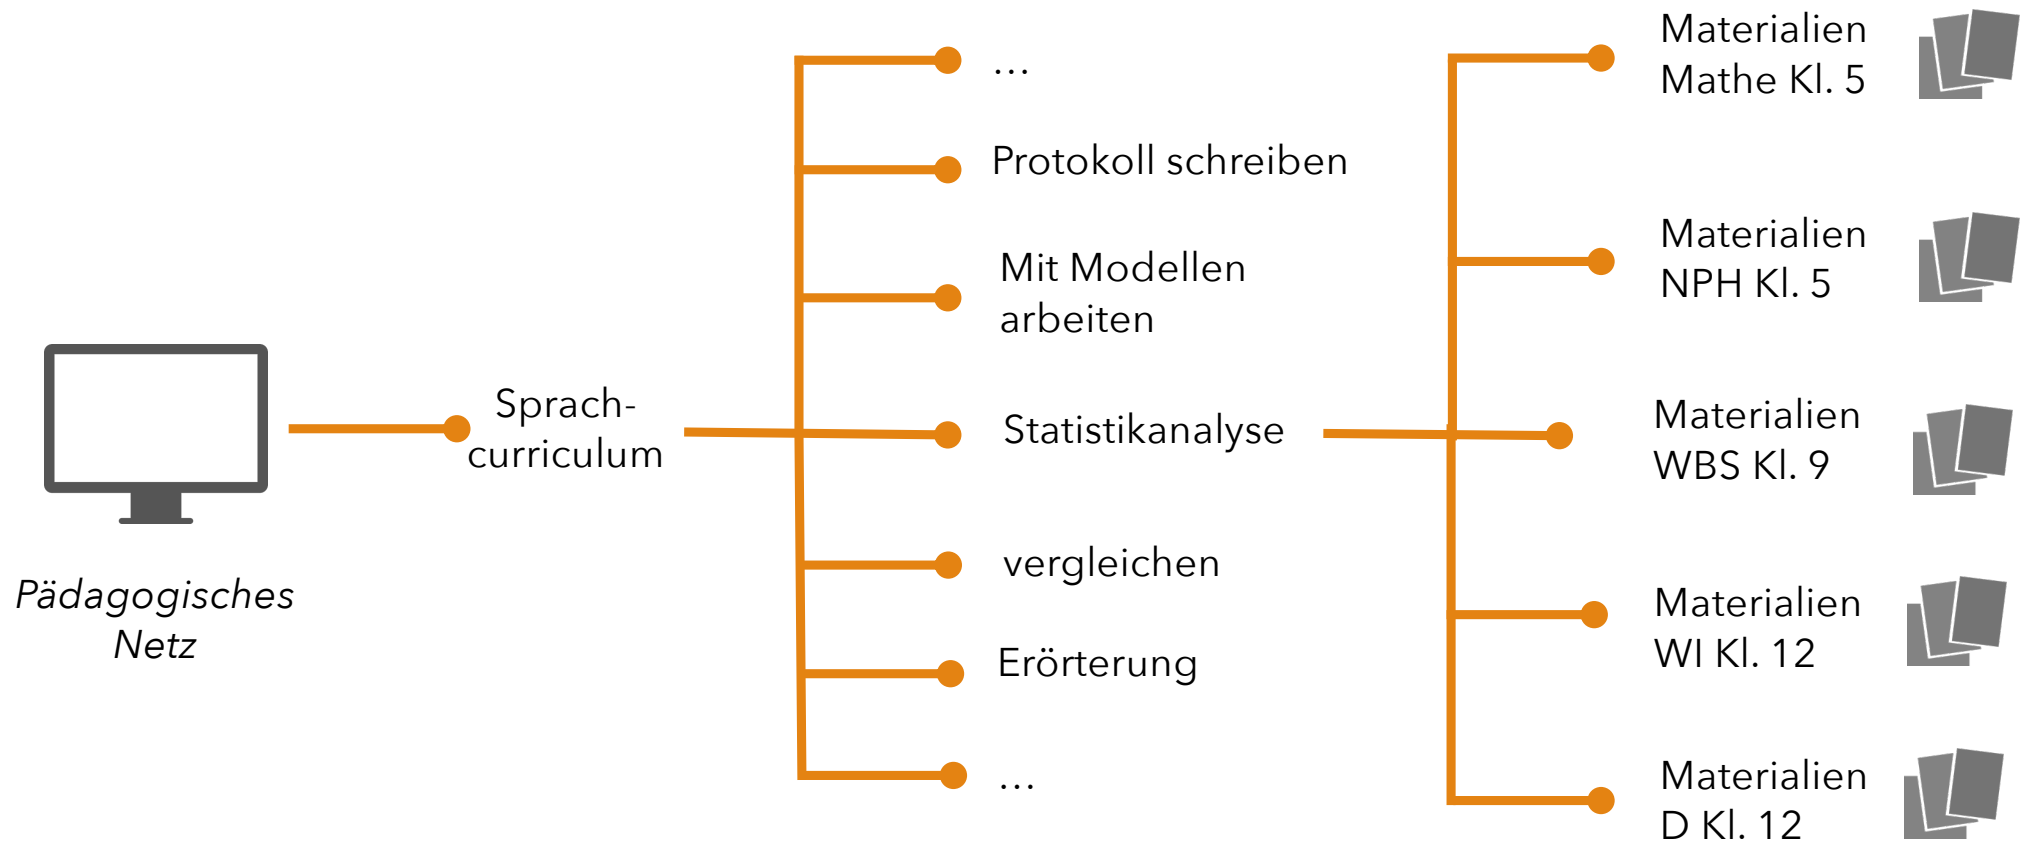 Pädagogisches
Netz
Sprach-
curriculum
…
Protokoll schreiben
Mit Modellen
arbeiten
Statistikanalyse
vergleichen
Erörterung
…
Materialien
Mathe Kl. 5
Materialien
NPH Kl. 5
Materialien
WBS Kl. 9
Materialien
WI Kl. 12
Materialien
D Kl. 12